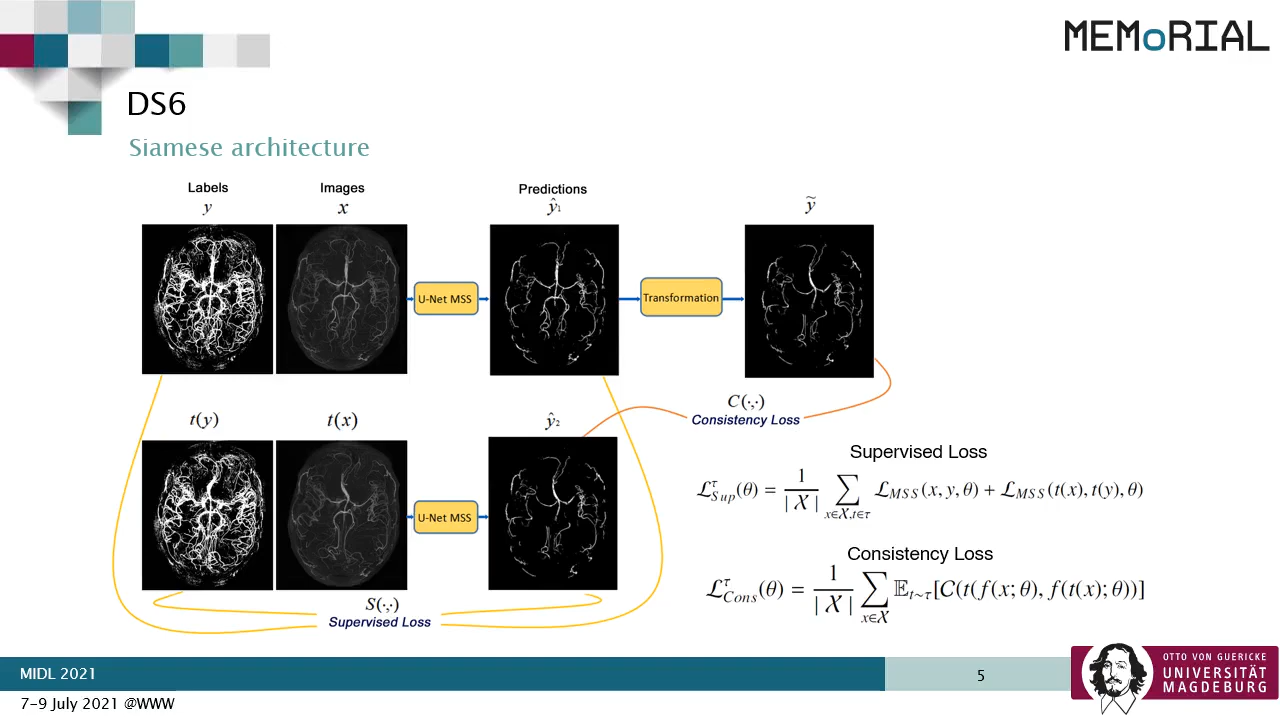 MEMoRIAL
DS6
Siamese architecture
Labels
y
Images
x
Predictions
ŷ₁
ỹ
U-Net MSS
Transformation
C(·,·)
Consistency Loss
t(y)
t(x)
ŷ₂
U-Net MSS
S(·,·)
Supervised Loss
Supervised Loss
ℒ^τ_Sup(θ) = 1/|𝒳| ∑_{x∈𝒳,t∈τ} ℒ_MSS(x, y, θ) + ℒ_MSS(t(x), t(y), θ)
Consistency Loss
ℒ^τ_Cons(θ) = 1/|𝒳| ∑_{x∈𝒳} 𝔼_{t∼τ}[𝒞(t(f(x; θ), f(t(x); θ))]
MIDL 2021
5
OTTO VON GUERICKE
UNIVERSITÄT
MAGDEBURG
7-9 July 2021 @WWW